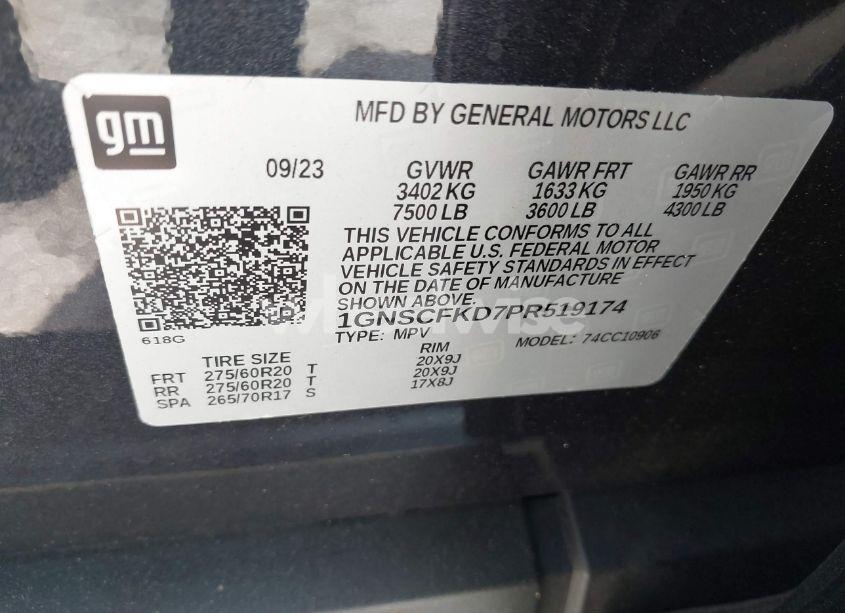 gm
MFD BY GENERAL MOTORS LLC
09/23 GVWR GAWR FRT GAWR RR
3402 KG 1633 KG 1950 KG
7500 LB 3600 LB 4300 LB
THIS VEHICLE CONFORMS TO ALL
APPLICABLE U.S. FEDERAL MOTOR
VEHICLE SAFETY STANDARDS IN EFFECT
ON THE DATE OF MANUFACTURE
SHOWN ABOVE.
1GNSCFKD7PR519174
TYPE: MPV MODEL: 74CC10906
618G
TIRE SIZE RIM
FRT 275/60R20 T 20X9J
RR 275/60R20 T 20X9J
SPA 265/70R17 S 17X8J